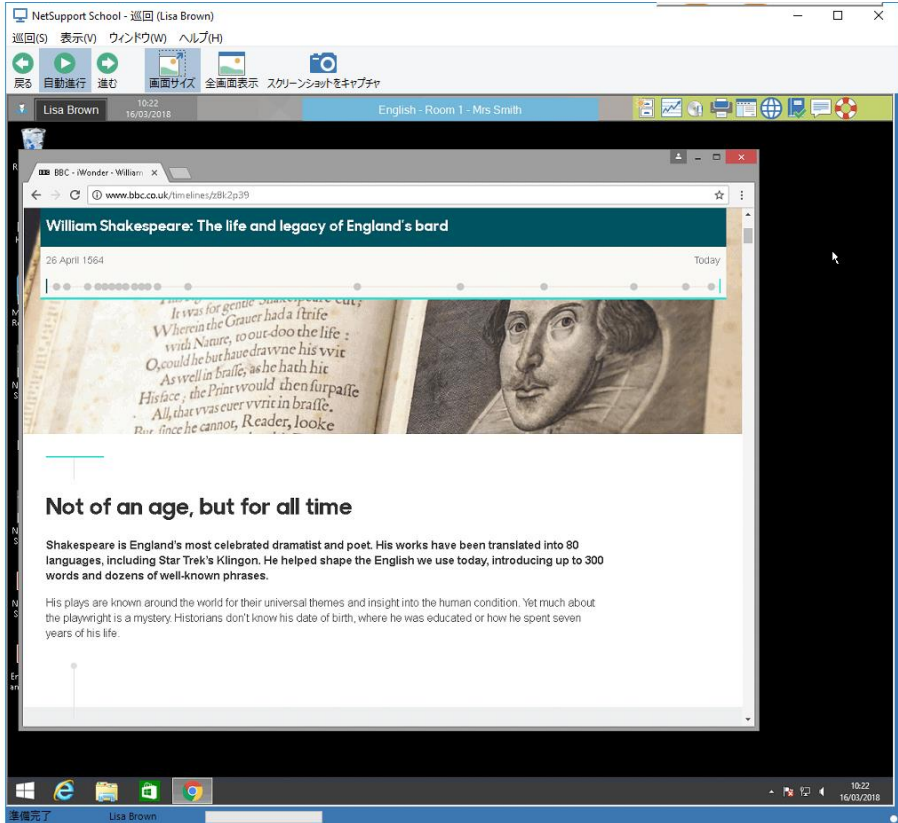 NetSupport School - 巡回 (Lisa Brown)
巡回(S) 表示(V) ウィンドウ(W) ヘルプ(H)
戻る 自動進行 進む 画面サイズ 全画面表示 スクリーンショットをキャプチャ
Lisa Brown
10:22
16/03/2018
English - Room 1 - Mrs Smith
BBC - iWonder - William
www.bbc.co.uk/timelines/z8k2p39
William Shakespeare: The life and legacy of England's bard
26 April 1564 Today
It was for gentle Shakespeare cut;
Wherein the Grauer had a ſtrife
with Nature, to out-doo the life :
O, could he but haue drawne his wit
As well in braſſe, as he hath hit
His face ; the Print would then ſurpaſſe
All, that vvas euer vvrit in braſſe.
But, ſince he cannot, Reader, looke
Not of an age, but for all time
Shakespeare is England's most celebrated dramatist and poet. His works have been translated into 80
languages, including Star Trek's Klingon. He helped shape the English we use today, introducing up to 300
words and dozens of well-known phrases.
His plays are known around the world for their universal themes and insight into the human condition. Yet much about
the playwright is a mystery. Historians don't know his date of birth, where he was educated or how he spent seven
years of his life.
10:22
16/03/2018
準備完了 Lisa Brown